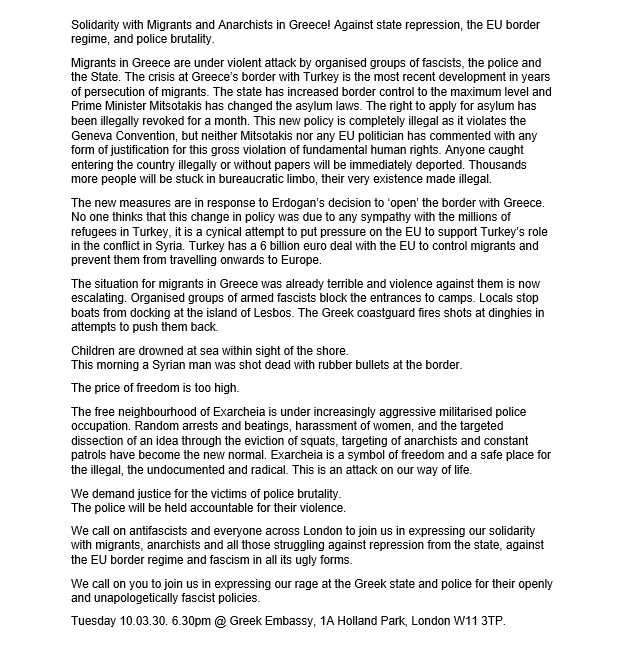 Solidarity with Migrants and Anarchists in Greece! Against state repression, the EU border
regime, and police brutality.
Migrants in Greece are under violent attack by organised groups of fascists, the police and
the State. The crisis at Greece's border with Turkey is the most recent development in years
of persecution of migrants. The state has increased border control to the maximum level and
Prime Minister Mitsotakis has changed the asylum laws. The right to apply for asylum has
been illegally revoked for a month. This new policy is completely illegal as it violates the
Geneva Convention, but neither Mitsotakis nor any EU politician has commented with any
form of justification for this gross violation of fundamental human rights. Anyone caught
entering the country illegally or without papers will be immediately deported. Thousands
more people will be stuck in bureaucratic limbo, their very existence made illegal.
The new measures are in response to Erdogan's decision to 'open' the border with Greece.
No one thinks that this change in policy was due to any sympathy with the millions of
refugees in Turkey, it is a cynical attempt to put pressure on the EU to support Turkey's role
in the conflict in Syria. Turkey has a 6 billion euro deal with the EU to control migrants and
prevent them from travelling onwards to Europe.
The situation for migrants in Greece was already terrible and violence against them is now
escalating. Organised groups of armed fascists block the entrances to camps. Locals stop
boats from docking at the island of Lesbos. The Greek coastguard fires shots at dinghies in
attempts to push them back.
Children are drowned at sea within sight of the shore.
This morning a Syrian man was shot dead with rubber bullets at the border.
The price of freedom is too high.
The free neighbourhood of Exarcheia is under increasingly aggressive militarised police
occupation. Random arrests and beatings, harassment of women, and the targeted
dissection of an idea through the eviction of squats, targeting of anarchists and constant
patrols have become the new normal. Exarcheia is a symbol of freedom and a safe place for
the illegal, the undocumented and radical. This is an attack on our way of life.
We demand justice for the victims of police brutality.
The police will be held accountable for their violence.
We call on antifascists and everyone across London to join us in expressing our solidarity
with migrants, anarchists and all those struggling against repression from the state, against
the EU border regime and fascism in all its ugly forms.
We call on you to join us in expressing our rage at the Greek state and police for their openly
and unapologetically fascist policies.
Tuesday 10.03.30. 6.30pm @ Greek Embassy, 1A Holland Park, London W11 3TP.